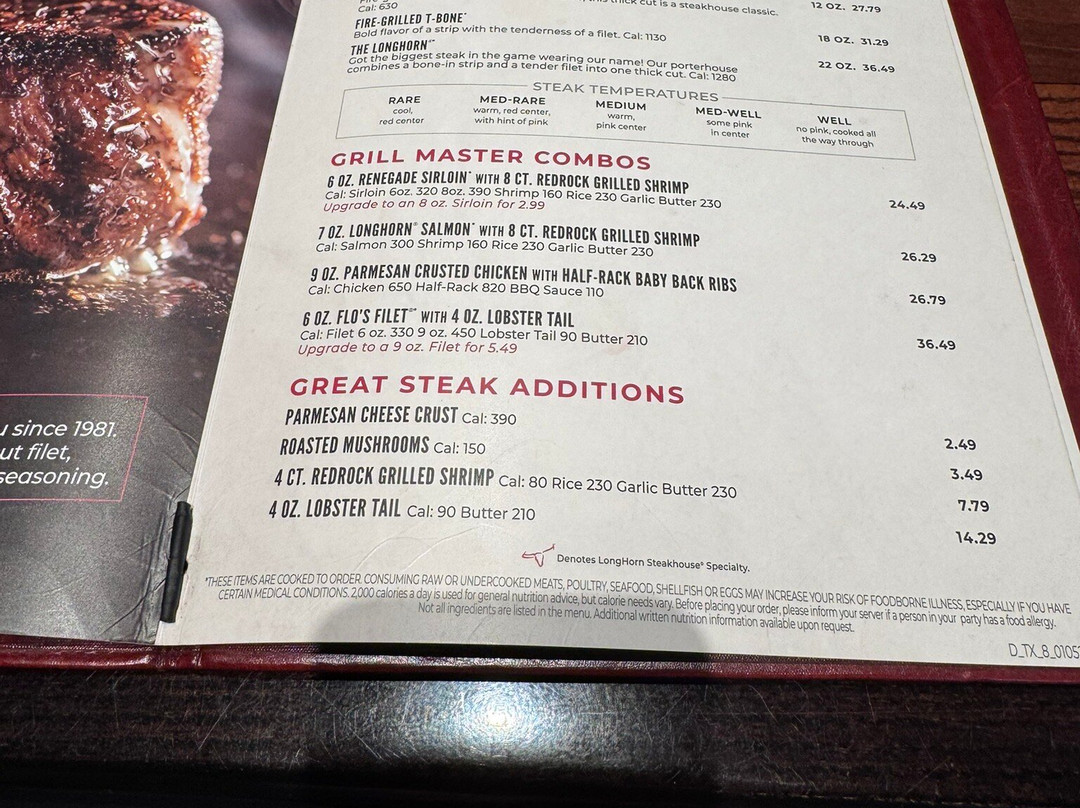 this thick cut is a steakhouse classic.
Cal: 630
12 OZ. 27.79
FIRE-GRILLED T-BONE*
Bold flavor of a strip with the tenderness of a filet. Cal: 1130
18 OZ. 31.29
THE LONGHORN®*
Got the biggest steak in the game wearing our name! Our porterhouse
combines a bone-in strip and a tender filet into one thick cut. Cal: 1280
22 OZ. 36.49
STEAK TEMPERATURES
RARE
cool,
red center
MED-RARE
warm, red center,
with hint of pink
MEDIUM
warm,
pink center
MED-WELL
some pink
in center
WELL
no pink, cooked all
the way through
GRILL MASTER COMBOS
6 OZ. RENEGADE SIRLOIN* WITH 8 CT. REDROCK GRILLED SHRIMP
Cal: Sirloin 6oz. 320 8oz. 390 Shrimp 160 Rice 230 Garlic Butter 230
Upgrade to an 8 oz. Sirloin for 2.99
24.49
7 OZ. LONGHORN® SALMON* WITH 8 CT. REDROCK GRILLED SHRIMP
Cal: Salmon 300 Shrimp 160 Rice 230 Garlic Butter 230
26.29
9 OZ. PARMESAN CRUSTED CHICKEN WITH HALF-RACK BABY BACK RIBS
Cal: Chicken 650 Half-Rack 820 BBQ Sauce 110
26.79
6 OZ. FLO'S FILET®* WITH 4 OZ. LOBSTER TAIL
Cal: Filet 6 oz. 330 9 oz. 450 Lobster Tail 90 Butter 210
Upgrade to a 9 oz. Filet for 5.49
36.49
GREAT STEAK ADDITIONS
PARMESAN CHEESE CRUST Cal: 390
2.49
ROASTED MUSHROOMS Cal: 150
3.49
4 CT. REDROCK GRILLED SHRIMP Cal: 80 Rice 230 Garlic Butter 230
7.79
4 OZ. LOBSTER TAIL Cal: 90 Butter 210
14.29
Denotes LongHorn Steakhouse® Specialty.
*THESE ITEMS ARE COOKED TO ORDER. CONSUMING RAW OR UNDERCOOKED MEATS, POULTRY, SEAFOOD, SHELLFISH OR EGGS MAY INCREASE YOUR RISK OF FOODBORNE ILLNESS, ESPECIALLY IF YOU HAVE
CERTAIN MEDICAL CONDITIONS. 2,000 calories a day is used for general nutrition advice, but calorie needs vary. Before placing your order, please inform your server if a person in your party has a food allergy.
Not all ingredients are listed in the menu. Additional written nutrition information available upon request.
D_TX_8_0105
u since 1981.
ut filet,
seasoning.